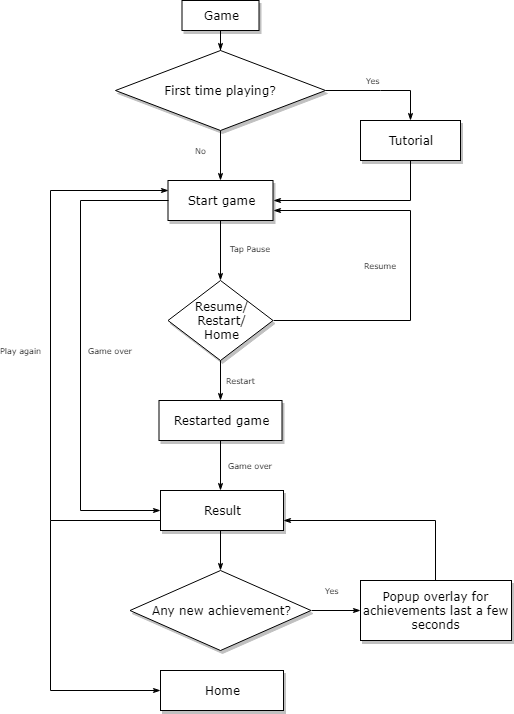 Game
First time playing?
Yes
Tutorial
No
Start game
Tap Pause
Resume
Resume/
Restart/
Home
Play again
Game over
Restart
Restarted game
Game over
Result
Any new achievement?
Yes
Popup overlay for
achievements last a few
seconds
Home